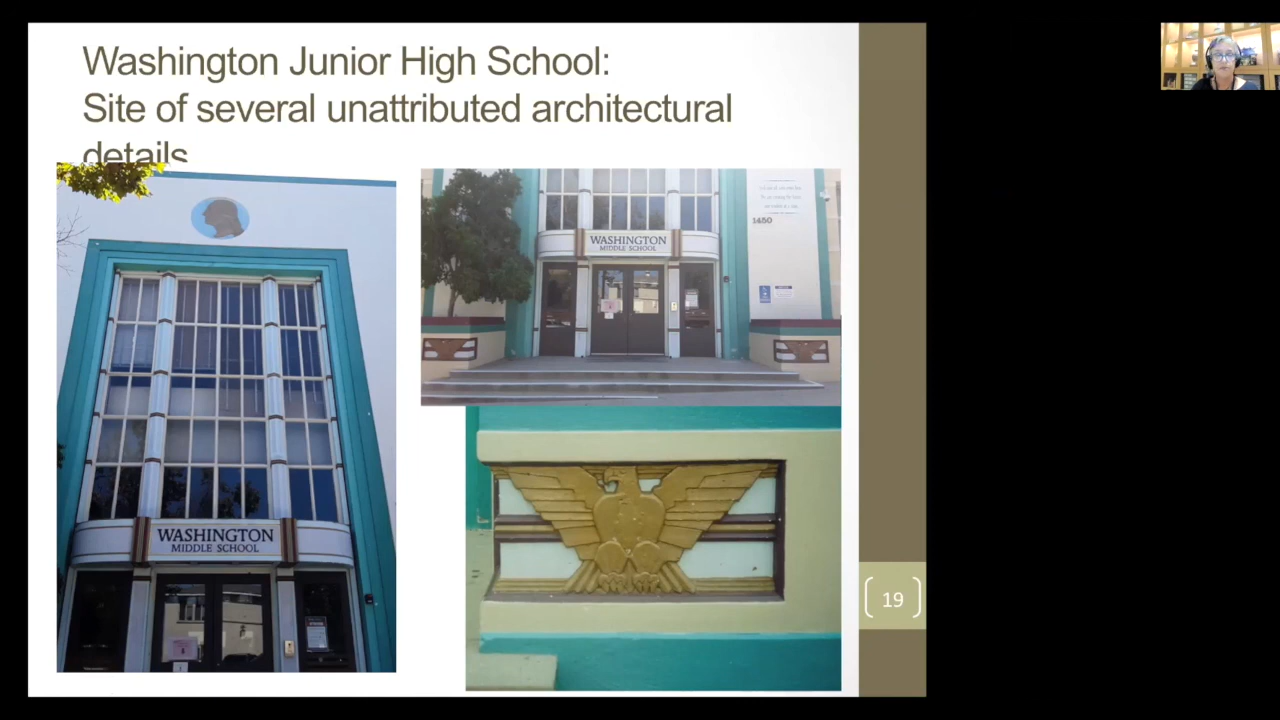 Washington Junior High School:
Site of several unattributed architectural
details
WASHINGTON
MIDDLE SCHOOL
WASHINGTON
MIDDLE SCHOOL
1450
19